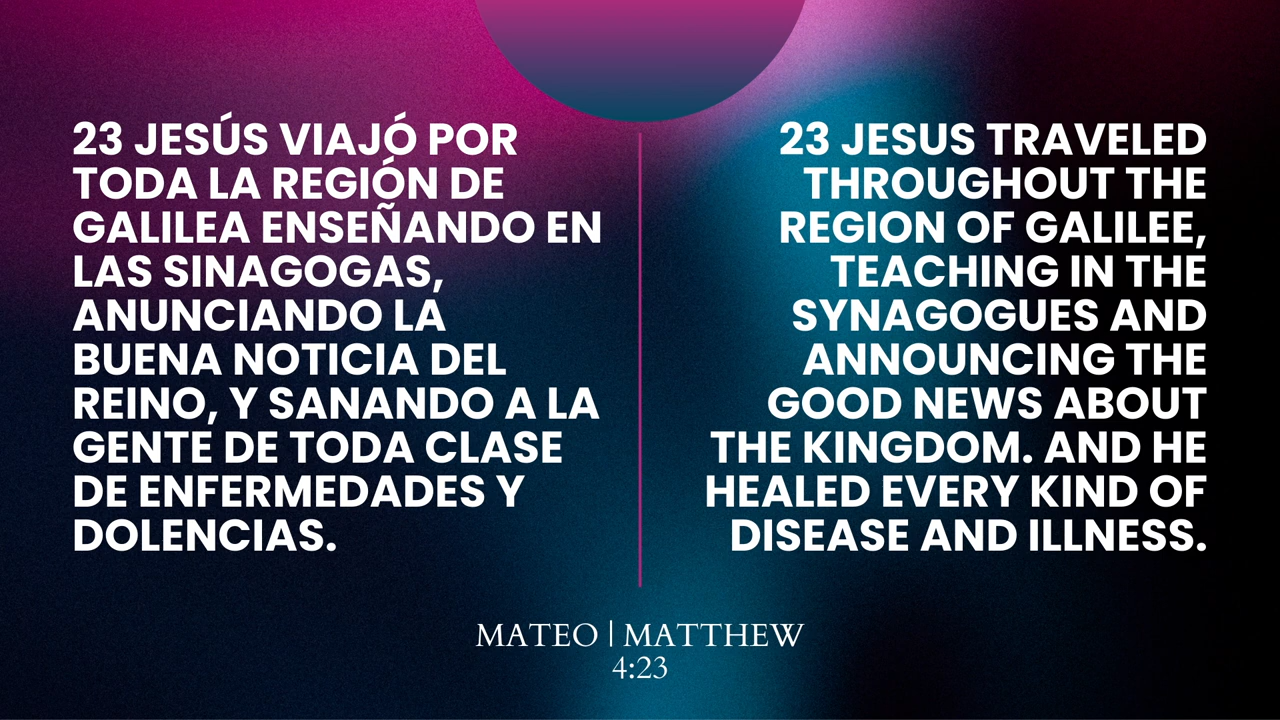 23 JESÚS VIAJÓ POR
TODA LA REGIÓN DE
GALILEA ENSEÑANDO EN
LAS SINAGOGAS,
ANUNCIANDO LA
BUENA NOTICIA DEL
REINO, Y SANANDO A LA
GENTE DE TODA CLASE
DE ENFERMEDADES Y
DOLENCIAS.
23 JESUS TRAVELED
THROUGHOUT THE
REGION OF GALILEE,
TEACHING IN THE
SYNAGOGUES AND
ANNOUNCING THE
GOOD NEWS ABOUT
THE KINGDOM. AND HE
HEALED EVERY KIND OF
DISEASE AND ILLNESS.
MATEO | MATTHEW
4:23